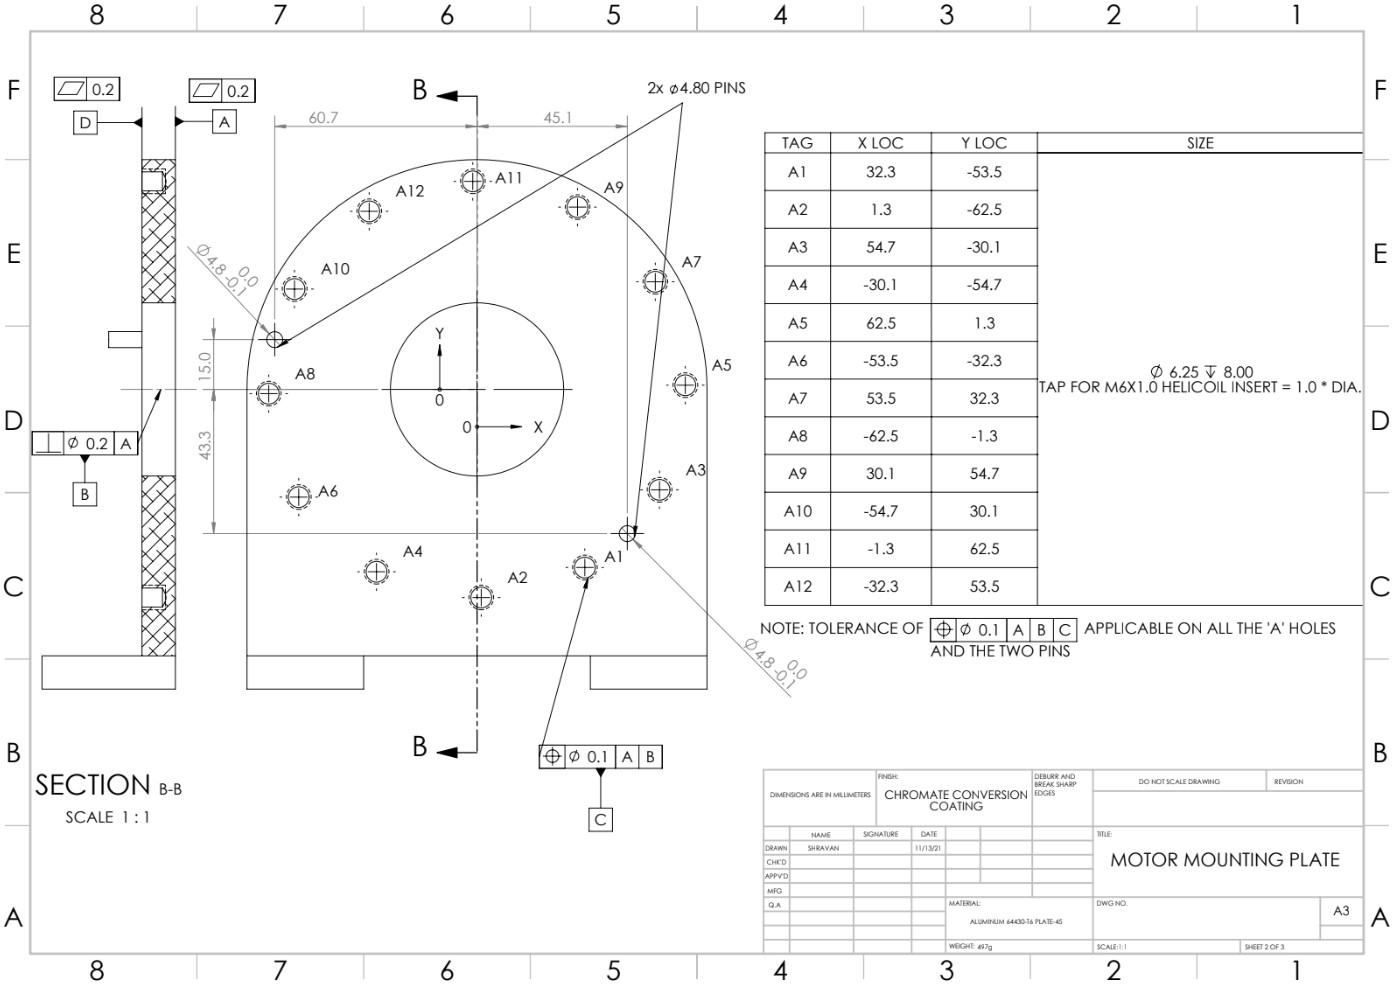 8 7 6 5 4 3 2 1
F
E
D
C
B
A
F
E
D
C
B
A
0.2
0.2
D
A
B
2x ⌀4.80 PINS
60.7
45.1
A12
A11
A9
A10
A7
A8
A5
A6
A3
A4
A2
A1
⌀4.8 0.0 -0.1
15.0
43.3
Y
0
0 X
⊥ ⌀ 0.2 A
B
⌀4.8 0.0 -0.1
B
⌖ ⌀ 0.1 A B
C
SECTION B-B
SCALE 1 : 1
TAG X LOC Y LOC SIZE
A1 32.3 -53.5
A2 1.3 -62.5
A3 54.7 -30.1
A4 -30.1 -54.7
A5 62.5 1.3
A6 -53.5 -32.3
A7 53.5 32.3
A8 -62.5 -1.3
A9 30.1 54.7
A10 -54.7 30.1
A11 -1.3 62.5
A12 -32.3 53.5
⌀ 6.25 ↧ 8.00
TAP FOR M6X1.0 HELICOIL INSERT = 1.0 * DIA.
NOTE: TOLERANCE OF ⌖ ⌀ 0.1 A B C APPLICABLE ON ALL THE 'A' HOLES
AND THE TWO PINS
DIMENSIONS ARE IN MILLIMETERS
FINISH:
CHROMATE CONVERSION
COATING
DEBURR AND
BREAK SHARP
EDGES
DO NOT SCALE DRAWING
REVISION
NAME SIGNATURE DATE
DRAWN SHRAVAN 11/13/21
CHK'D
APPV'D
MFG
Q.A
TITLE:
MOTOR MOUNTING PLATE
MATERIAL:
ALUMINUM 64430-T6 PLATE-45
DWG NO.
A3
WEIGHT: 497g
SCALE:1:1
SHEET 2 OF 3
8 7 6 5 4 3 2 1